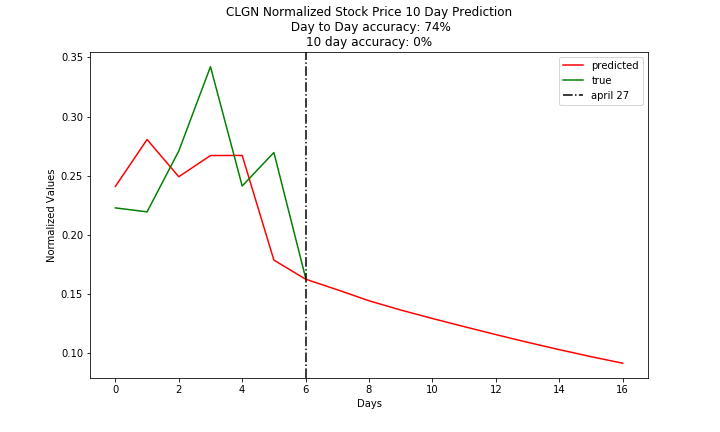 CLGN Normalized Stock Price 10 Day Prediction
Day to Day accuracy: 74%
10 day accuracy: 0%
predicted
true
april 27
0.35
0.30
0.25
0.20
0.15
0.10
Normalized Values
0 2 4 6 8 10 12 14 16
Days